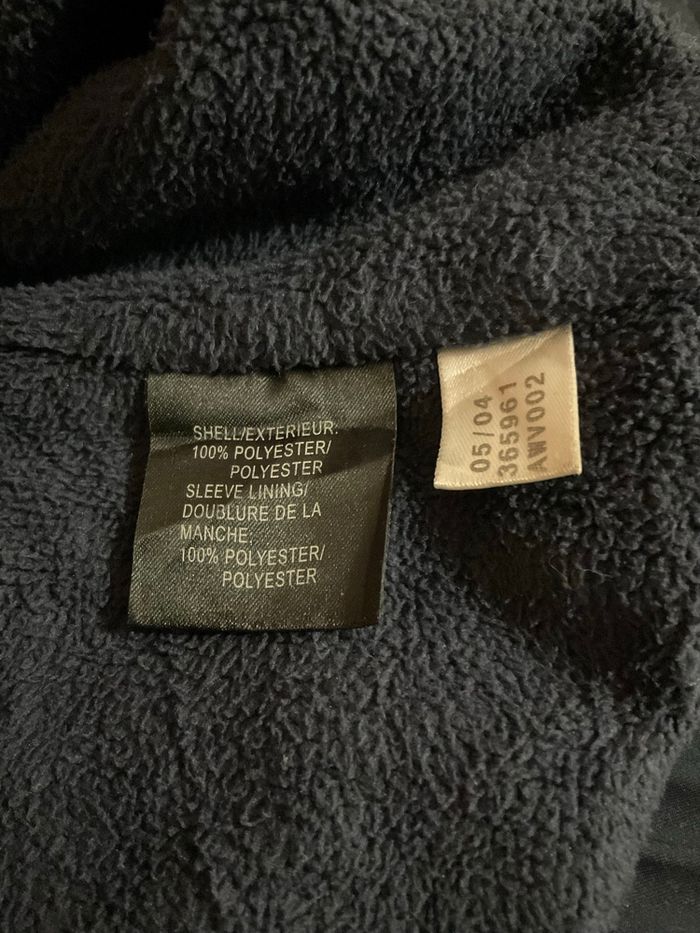 SHELL/EXTERIEUR:
100% POLYESTER/
POLYESTER
SLEEVE LINING/
DOUBLURE DE LA
MANCHE:
100% POLYESTER/
POLYESTER
05/04
365961
AWV002